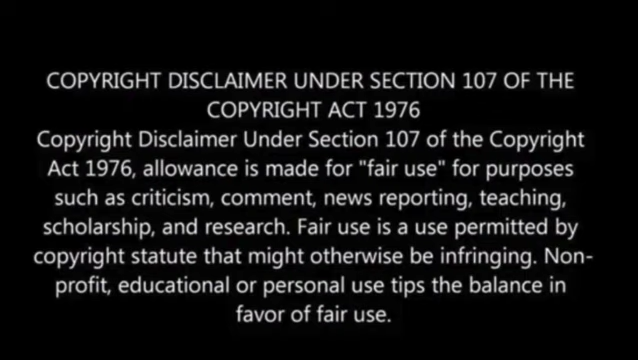 COPYRIGHT DISCLAIMER UNDER SECTION 107 OF THE
COPYRIGHT ACT 1976
Copyright Disclaimer Under Section 107 of the Copyright
Act 1976, allowance is made for "fair use" for purposes
such as criticism, comment, news reporting, teaching,
scholarship, and research. Fair use is a use permitted by
copyright statute that might otherwise be infringing. Non-
profit, educational or personal use tips the balance in
favor of fair use.